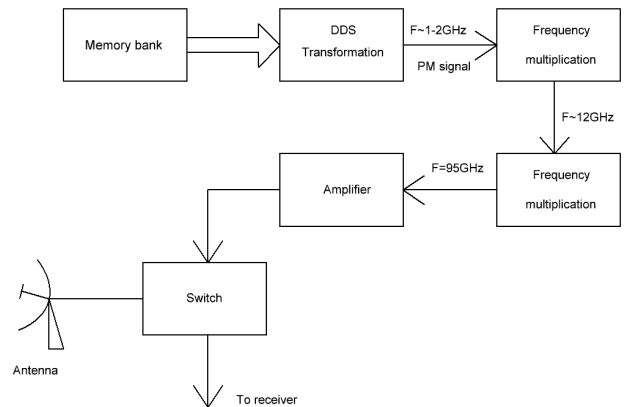 Memory bank
DDS
Transformation
F~1-2GHz
PM signal
Frequency
multiplication
F~12GHz
Frequency
multiplication
F=95GHz
Amplifier
Switch
Antenna
To receiver